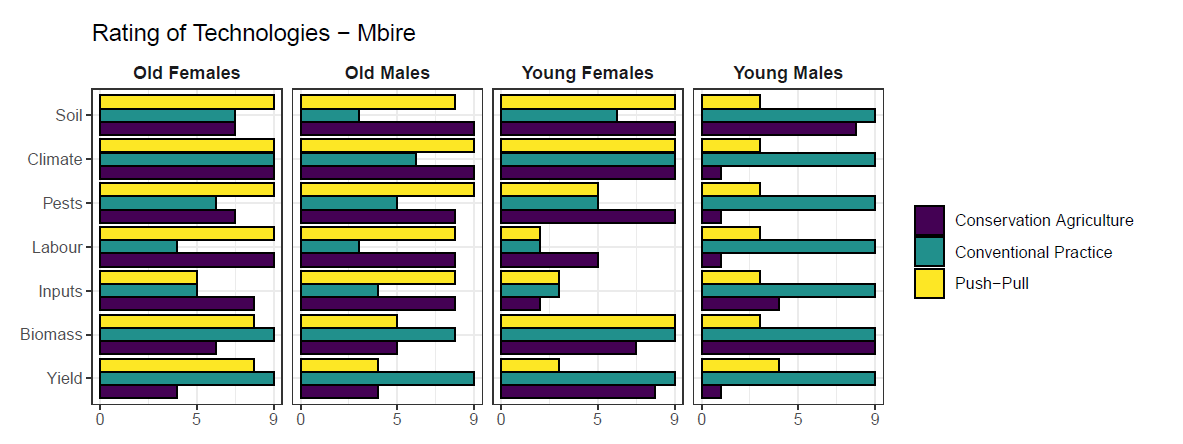 Rating of Technologies − Mbire
Old Females
Old Males
Young Females
Young Males
Soil
Climate
Pests
Labour
Inputs
Biomass
Yield
0 5 9 0 5 9 0 5 9 0 5 9
Conservation Agriculture
Conventional Practice
Push−Pull